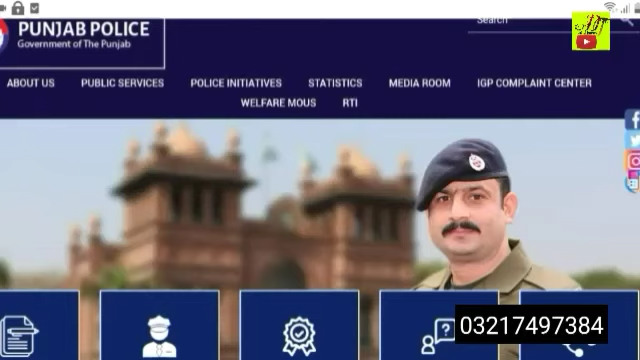 PUNJAB POLICE
Government of The Punjab
Search
ABOUT US PUBLIC SERVICES POLICE INITIATIVES STATISTICS MEDIA ROOM IGP COMPLAINT CENTER
WELFARE MOUS RTI
03217497384